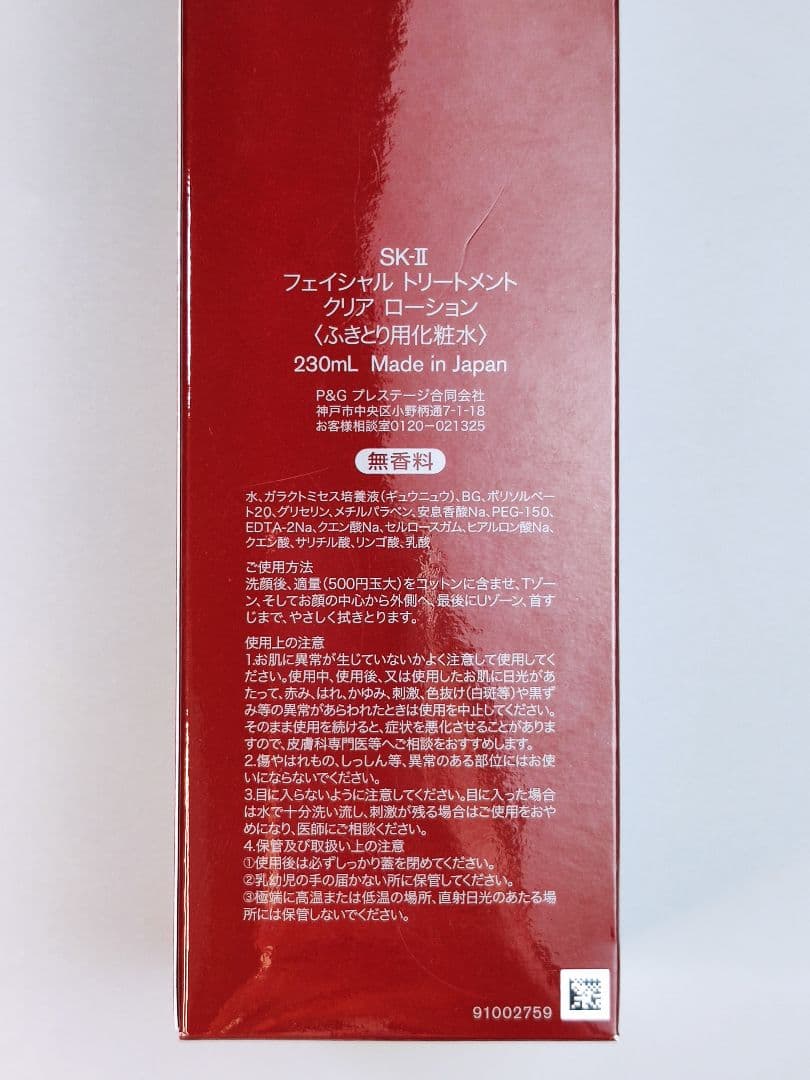 SK-Ⅱ
フェイシャル トリートメント
クリア ローション
〈ふきとり用化粧水〉
230mL Made in Japan
P&G プレステージ合同会社
神戸市中央区小野柄通7-1-18
お客様相談室0120-021325
無香料
水、ガラクトミセス培養液(ギュウニュウ)、BG、ポリソルベー
ト20、グリセリン、メチルパラベン、安息香酸Na、PEG-150、
EDTA-2Na、クエン酸Na、セルロースガム、ヒアルロン酸Na、
クエン酸、サリチル酸、リンゴ酸、乳酸
ご使用方法
洗顔後、適量(500円玉大)をコットンに含ませ、Tゾー
ン、そしてお顔の中心から外側へ、最後にUゾーン、首す
じまで、やさしく拭きとります。
使用上の注意
1.お肌に異常が生じていないかよく注意して使用してく
ださい。使用中、使用後、又は使用したお肌に日光があ
たって、赤み、はれ、かゆみ、刺激、色抜け(白斑等)や黒ず
み等の異常があらわれたときは使用を中止してください。
そのまま使用を続けると、症状を悪化させることがありま
すので、皮膚科専門医等へご相談をおすすめします。
2.傷やはれもの、しっしん等、異常のある部位にはお使
いにならないでください。
3.目に入らないように注意してください。目に入った場合
は水で十分洗い流し、刺激が残る場合はご使用をおや
めになり、医師にご相談ください。
4.保管及び取扱い上の注意
①使用後は必ずしっかり蓋を閉めてください。
②乳幼児の手の届かない所に保管してください。
③極端に高温または低温の場所、直射日光のあたる場
所には保管しないでください。
91002759